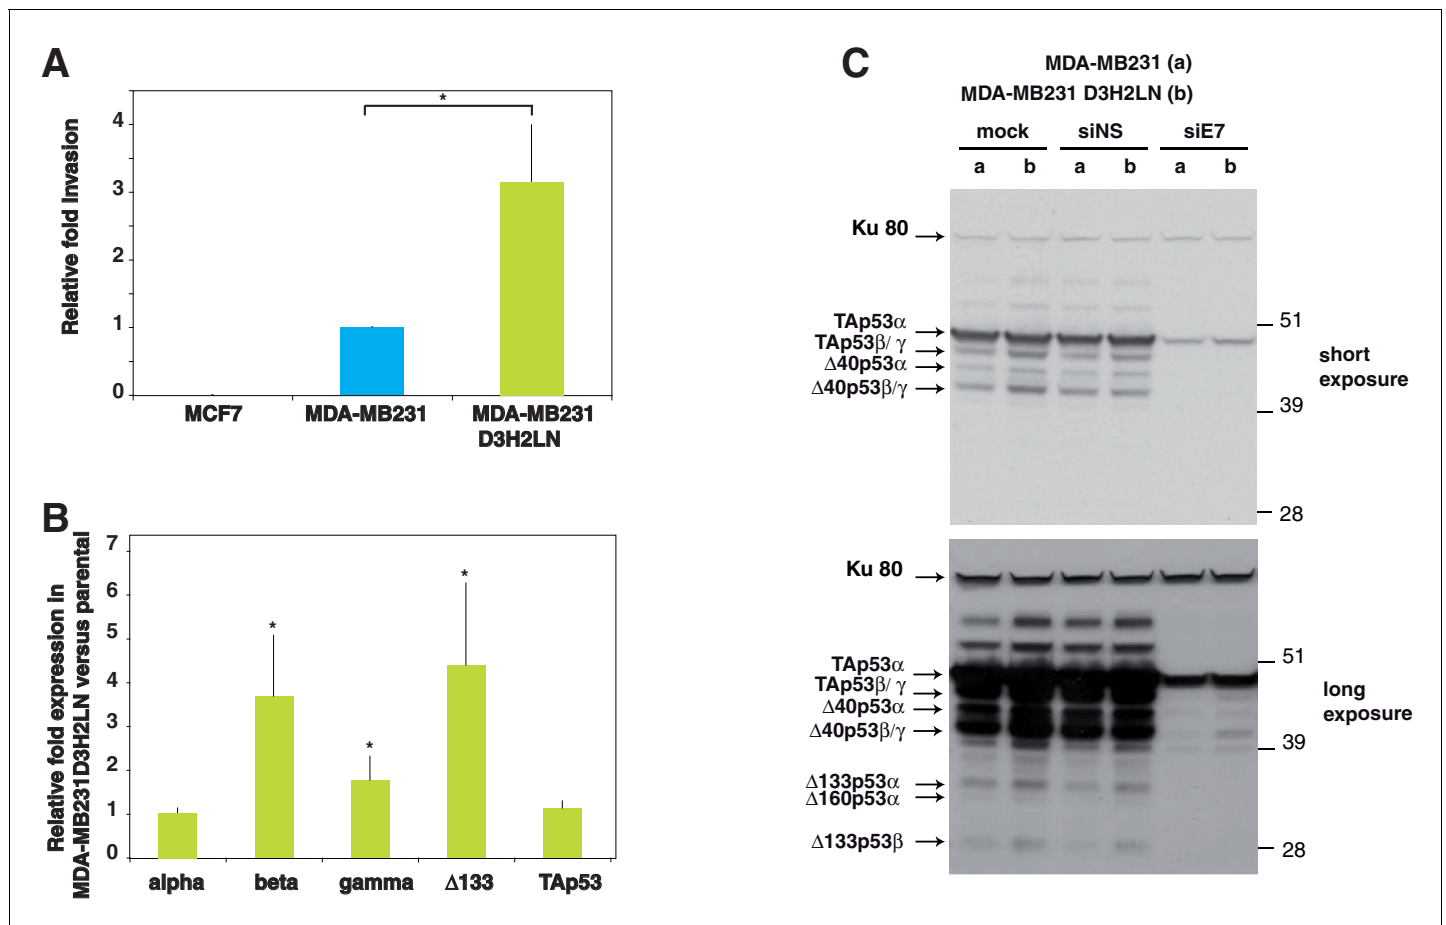 A
Relative fold Invasion
4
3
2
1
0
*
MCF7
MDA-MB231
MDA-MB231
D3H2LN
B
Relative fold expression in
MDA-MB231D3H2LN versus parental
7
6
5
4
3
2
1
0
*
*
*
alpha
beta
gamma
Δ133
TAp53
C
MDA-MB231 (a)
MDA-MB231 D3H2LN (b)
mock siNS siE7
a b a b a b
Ku 80
TAp53α
TAp53β/ γ
Δ40p53α
Δ40p53β/γ
51
39
28
short
exposure
Ku 80
TAp53α
TAp53β/ γ
Δ40p53α
Δ40p53β/γ
Δ133p53α
Δ160p53α
Δ133p53β
51
39
28
long
exposure